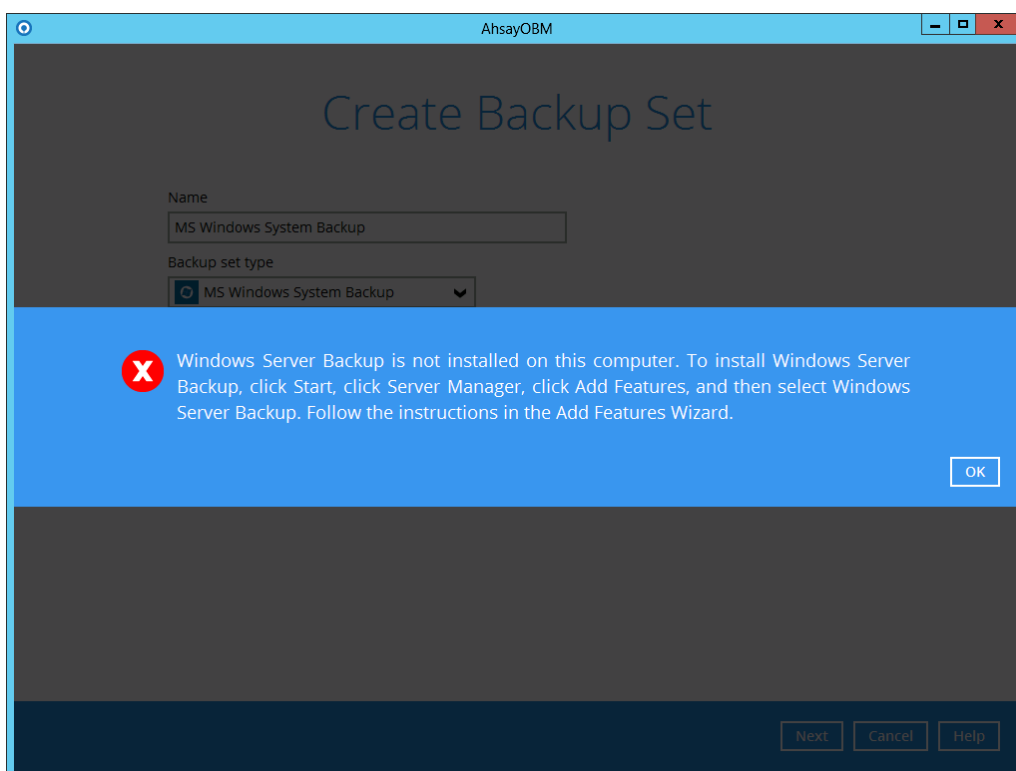 AhsayOBM
Create Backup Set
Name
MS Windows System Backup
Backup set type
MS Windows System Backup
Windows Server Backup is not installed on this computer. To install Windows Server
Backup, click Start, click Server Manager, click Add Features, and then select Windows
Server Backup. Follow the instructions in the Add Features Wizard.
OK
Next Cancel Help